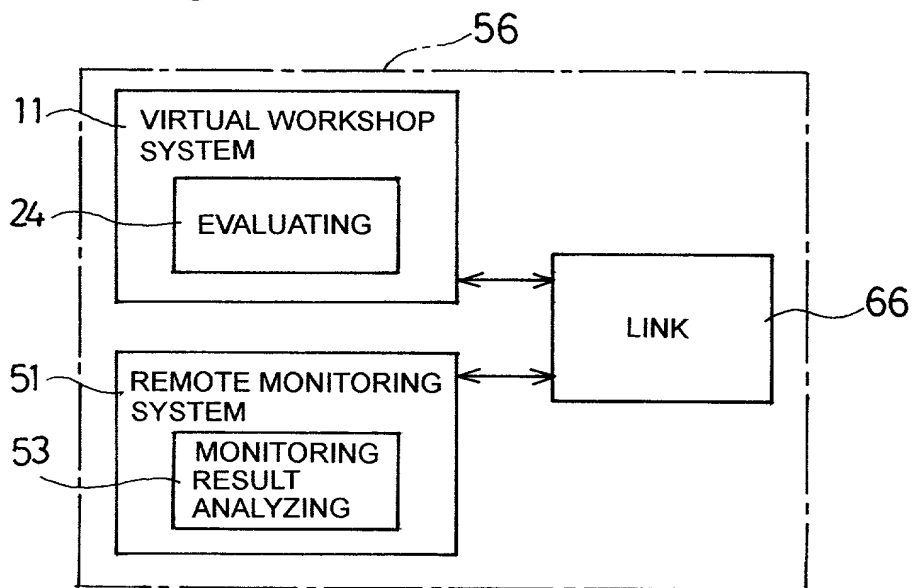 56
11
VIRTUAL WORKSHOP
SYSTEM
24
EVALUATING
LINK
66
51
REMOTE MONITORING
SYSTEM
53
MONITORING
RESULT
ANALYZING